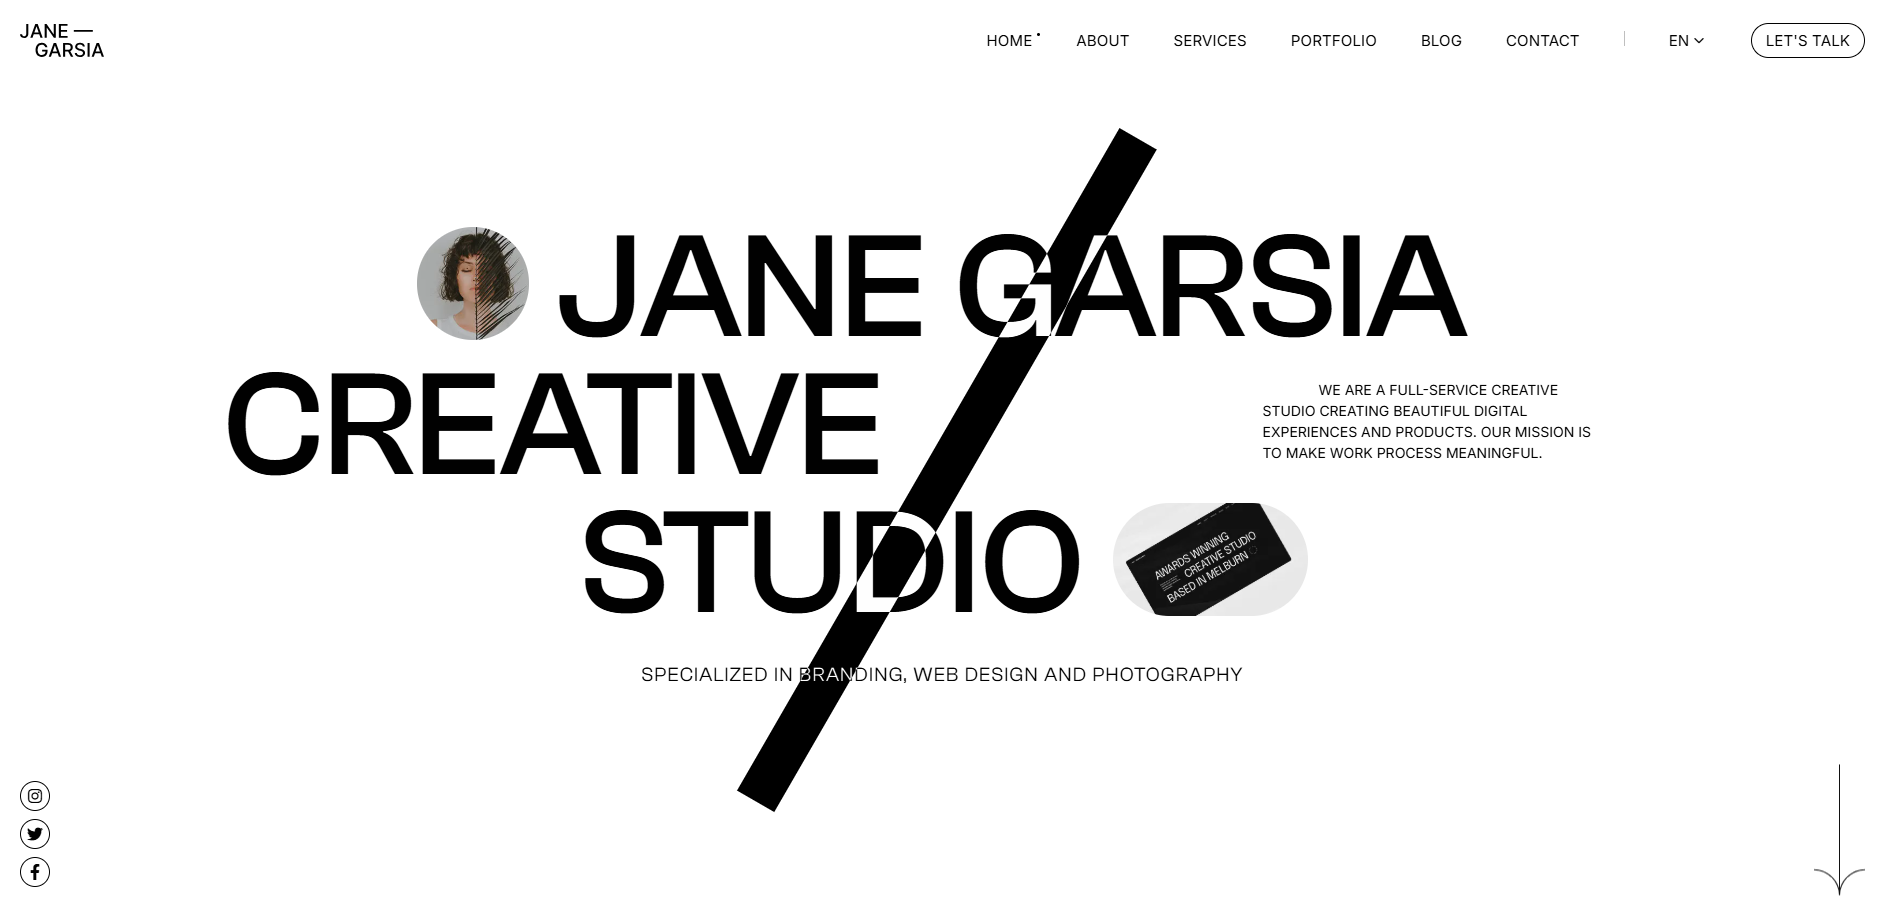 JANE —
GARSIA
HOME
ABOUT
SERVICES
PORTFOLIO
BLOG
CONTACT
EN
LET'S TALK
JANE GARSIA
CREATIVE
WE ARE A FULL-SERVICE CREATIVE
STUDIO CREATING BEAUTIFUL DIGITAL
EXPERIENCES AND PRODUCTS. OUR MISSION IS
TO MAKE WORK PROCESS MEANINGFUL.
STUDIO
AWARDS WINNING
CREATIVE STUDIO
BASED IN MELBURN
SPECIALIZED IN BRANDING, WEB DESIGN AND PHOTOGRAPHY